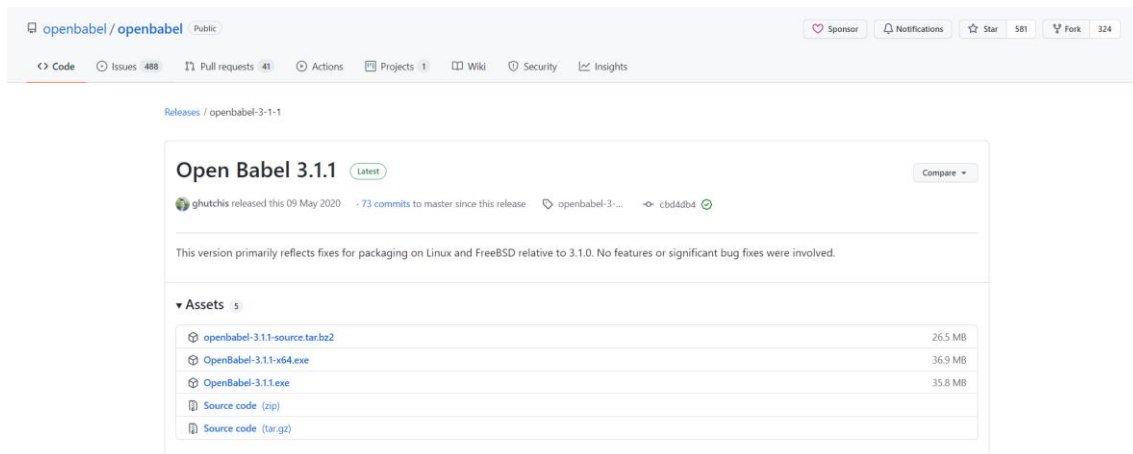 openbabel / openbabel Public Sponsor Notifications Star 581 Fork 324
<> Code Issues 488 Pull requests 41 Actions Projects 1 Wiki Security Insights
Releases / openbabel-3-1-1
Open Babel 3.1.1 Latest Compare
ghutchis released this 09 May 2020 · 73 commits to master since this release openbabel-3-... cbd4db4
This version primarily reflects fixes for packaging on Linux and FreeBSD relative to 3.1.0. No features or significant bug fixes were involved.
Assets 5
openbabel-3.1.1-source.tar.bz2 26.5 MB
OpenBabel-3.1.1-x64.exe 36.9 MB
OpenBabel-3.1.1.exe 35.8 MB
Source code (zip)
Source code (tar.gz)